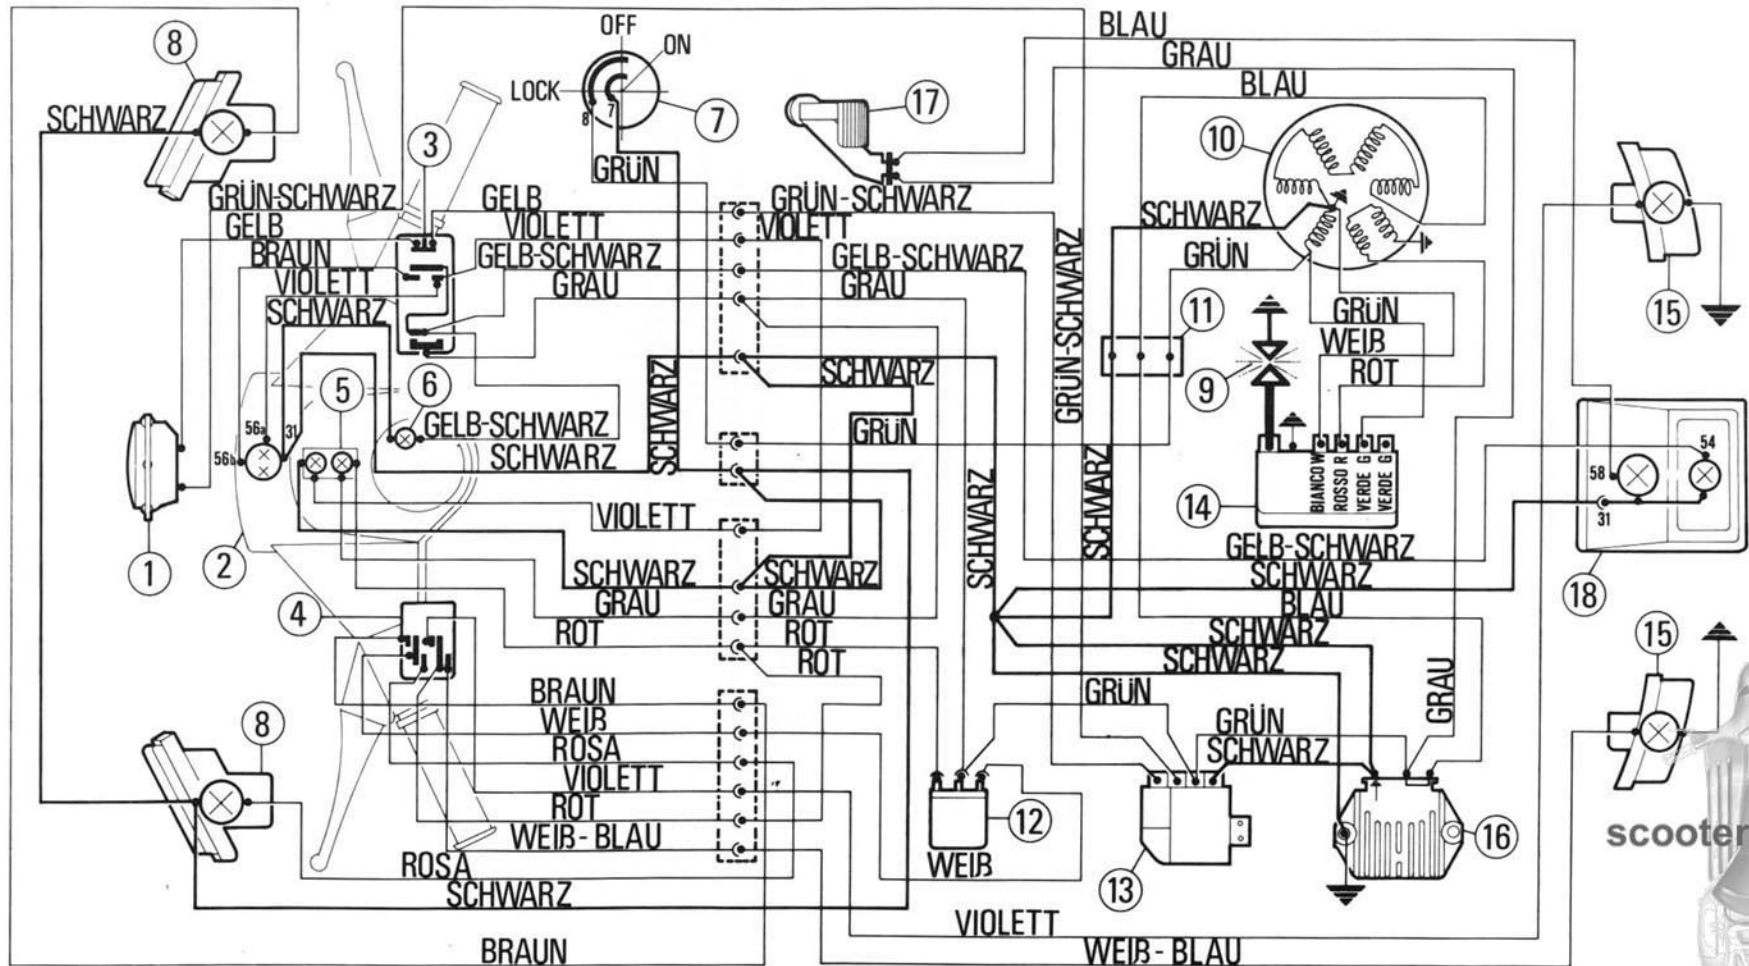 OFF
ON
LOCK
8
7
7
8
SCHWARZ
3
17
BLAU
GRAU
BLAU
10
GRÜN
GRÜN-SCHWARZ
GELB
GELB
VIOLETT
BRAUN
GELB-SCHWARZ
VIOLETT
GRAU
SCHWARZ
GRÜN-SCHWARZ
VIOLETT
GELB-SCHWARZ
GRAU
SCHWARZ
GRÜN
GRÜN-SCHWARZ
15
11
GRÜN
WEIß
ROT
9
5
6
56a
31
56b
GELB-SCHWARZ
SCHWARZ
SCHWARZ
SCHWARZ
GRÜN
SCHWARZ
SCHWARZ
BIANCO W
ROSSO R
VERDE G
VERDE G
14
54
58
31
18
1
2
VIOLETT
SCHWARZ
SCHWARZ
GRAU
GRAU
ROT
ROT
ROT
4
GELB-SCHWARZ
SCHWARZ
BLAU
SCHWARZ
SCHWARZ
GRAU
15
BRAUN
WEIß
ROSA
VIOLETT
ROT
WEIß-BLAU
8
ROSA
SCHWARZ
BRAUN
GRÜN
GRÜN
SCHWARZ
12
WEIß
13
16
scooter
VIOLETT
WEIß-BLAU